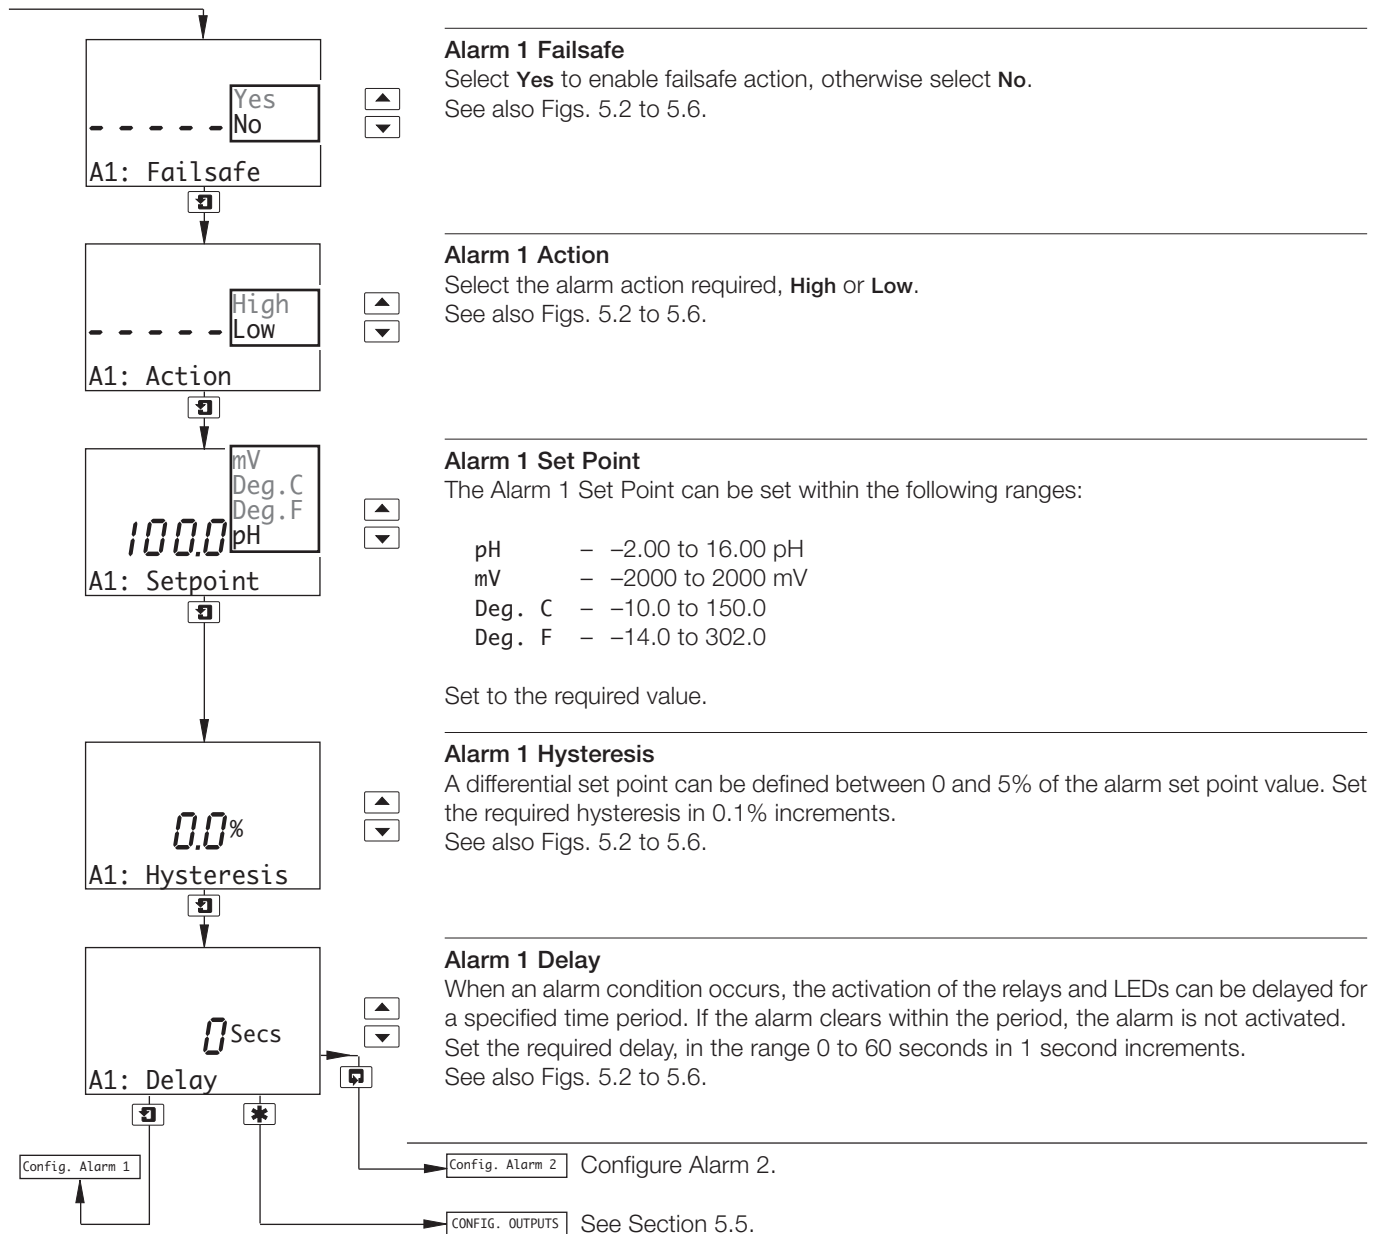 Alarm 1 Failsafe
Select Yes to enable failsafe action, otherwise select No.
See also Figs. 5.2 to 5.6.
Yes
- - - - - No
A1: Failsafe
Alarm 1 Action
Select the alarm action required, High or Low.
See also Figs. 5.2 to 5.6.
High
- - - - - Low
A1: Action
Alarm 1 Set Point
The Alarm 1 Set Point can be set within the following ranges:
mV
Deg.C
Deg.F
100.0 pH
A1: Setpoint
pH – –2.00 to 16.00 pH
mV – –2000 to 2000 mV
Deg. C – –10.0 to 150.0
Deg. F – –14.0 to 302.0
Set to the required value.
Alarm 1 Hysteresis
A differential set point can be defined between 0 and 5% of the alarm set point value. Set
the required hysteresis in 0.1% increments.
See also Figs. 5.2 to 5.6.
0.0%
A1: Hysteresis
Alarm 1 Delay
When an alarm condition occurs, the activation of the relays and LEDs can be delayed for
a specified time period. If the alarm clears within the period, the alarm is not activated.
Set the required delay, in the range 0 to 60 seconds in 1 second increments.
See also Figs. 5.2 to 5.6.
0 Secs
A1: Delay
Config. Alarm 1
Config. Alarm 2 Configure Alarm 2.
CONFIG. OUTPUTS See Section 5.5.